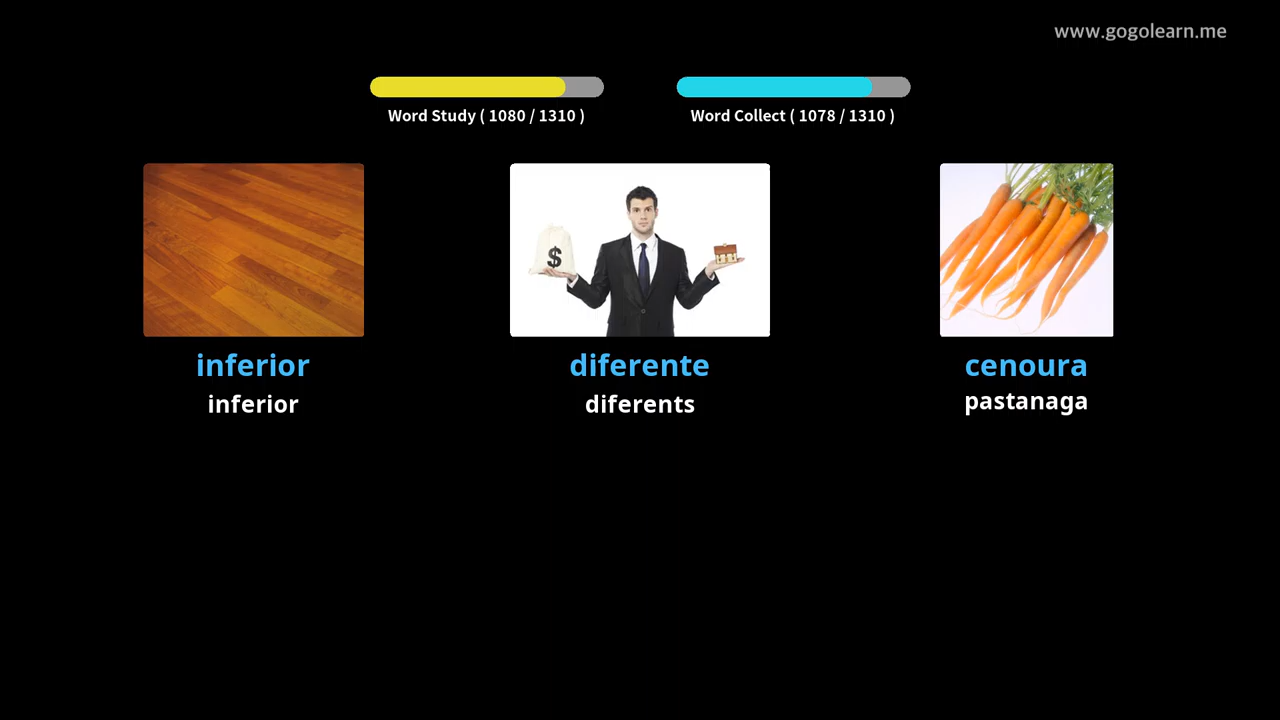 www.gogolearn.me
Word Study ( 1080 / 1310 )
Word Collect ( 1078 / 1310 )
$
inferior
diferente
cenoura
inferior
diferents
pastanaga